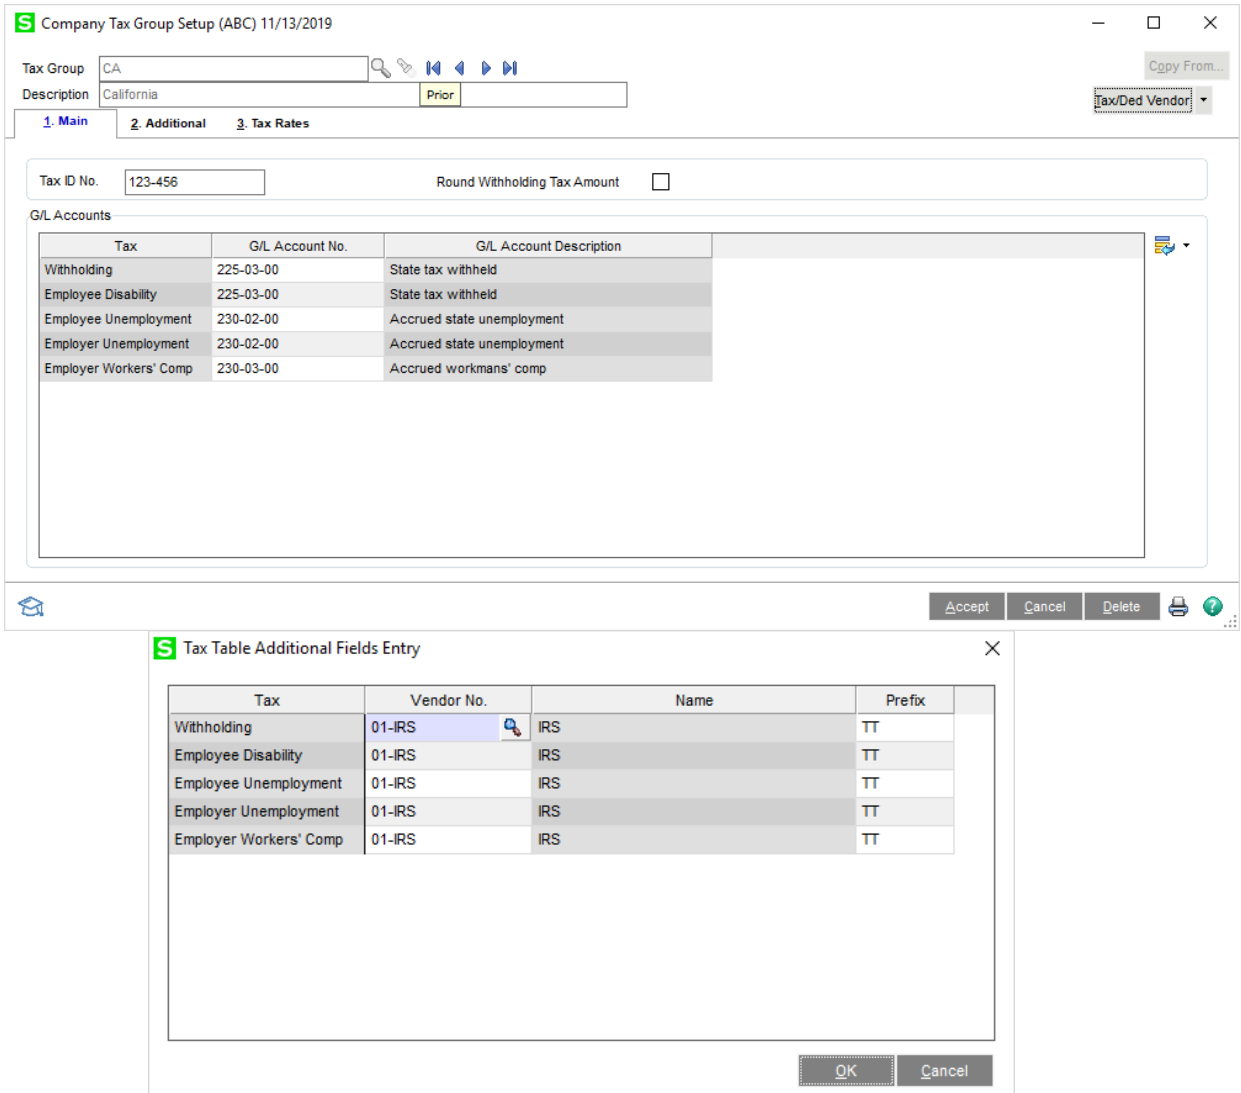 S Company Tax Group Setup (ABC) 11/13/2019
Tax Group CA
Copy From...
Description California
Prior
Tax/Ded Vendor
1. Main 2. Additional 3. Tax Rates
Tax ID No. 123-456 Round Withholding Tax Amount
G/L Accounts
Tax G/L Account No. G/L Account Description
Withholding 225-03-00 State tax withheld
Employee Disability 225-03-00 State tax withheld
Employee Unemployment 230-02-00 Accrued state unemployment
Employer Unemployment 230-02-00 Accrued state unemployment
Employer Workers' Comp 230-03-00 Accrued workmans' comp
Accept Cancel Delete ?
S Tax Table Additional Fields Entry
Tax Vendor No. Name Prefix
Withholding 01-IRS IRS TT
Employee Disability 01-IRS IRS TT
Employee Unemployment 01-IRS IRS TT
Employer Unemployment 01-IRS IRS TT
Employer Workers' Comp 01-IRS IRS TT
OK Cancel